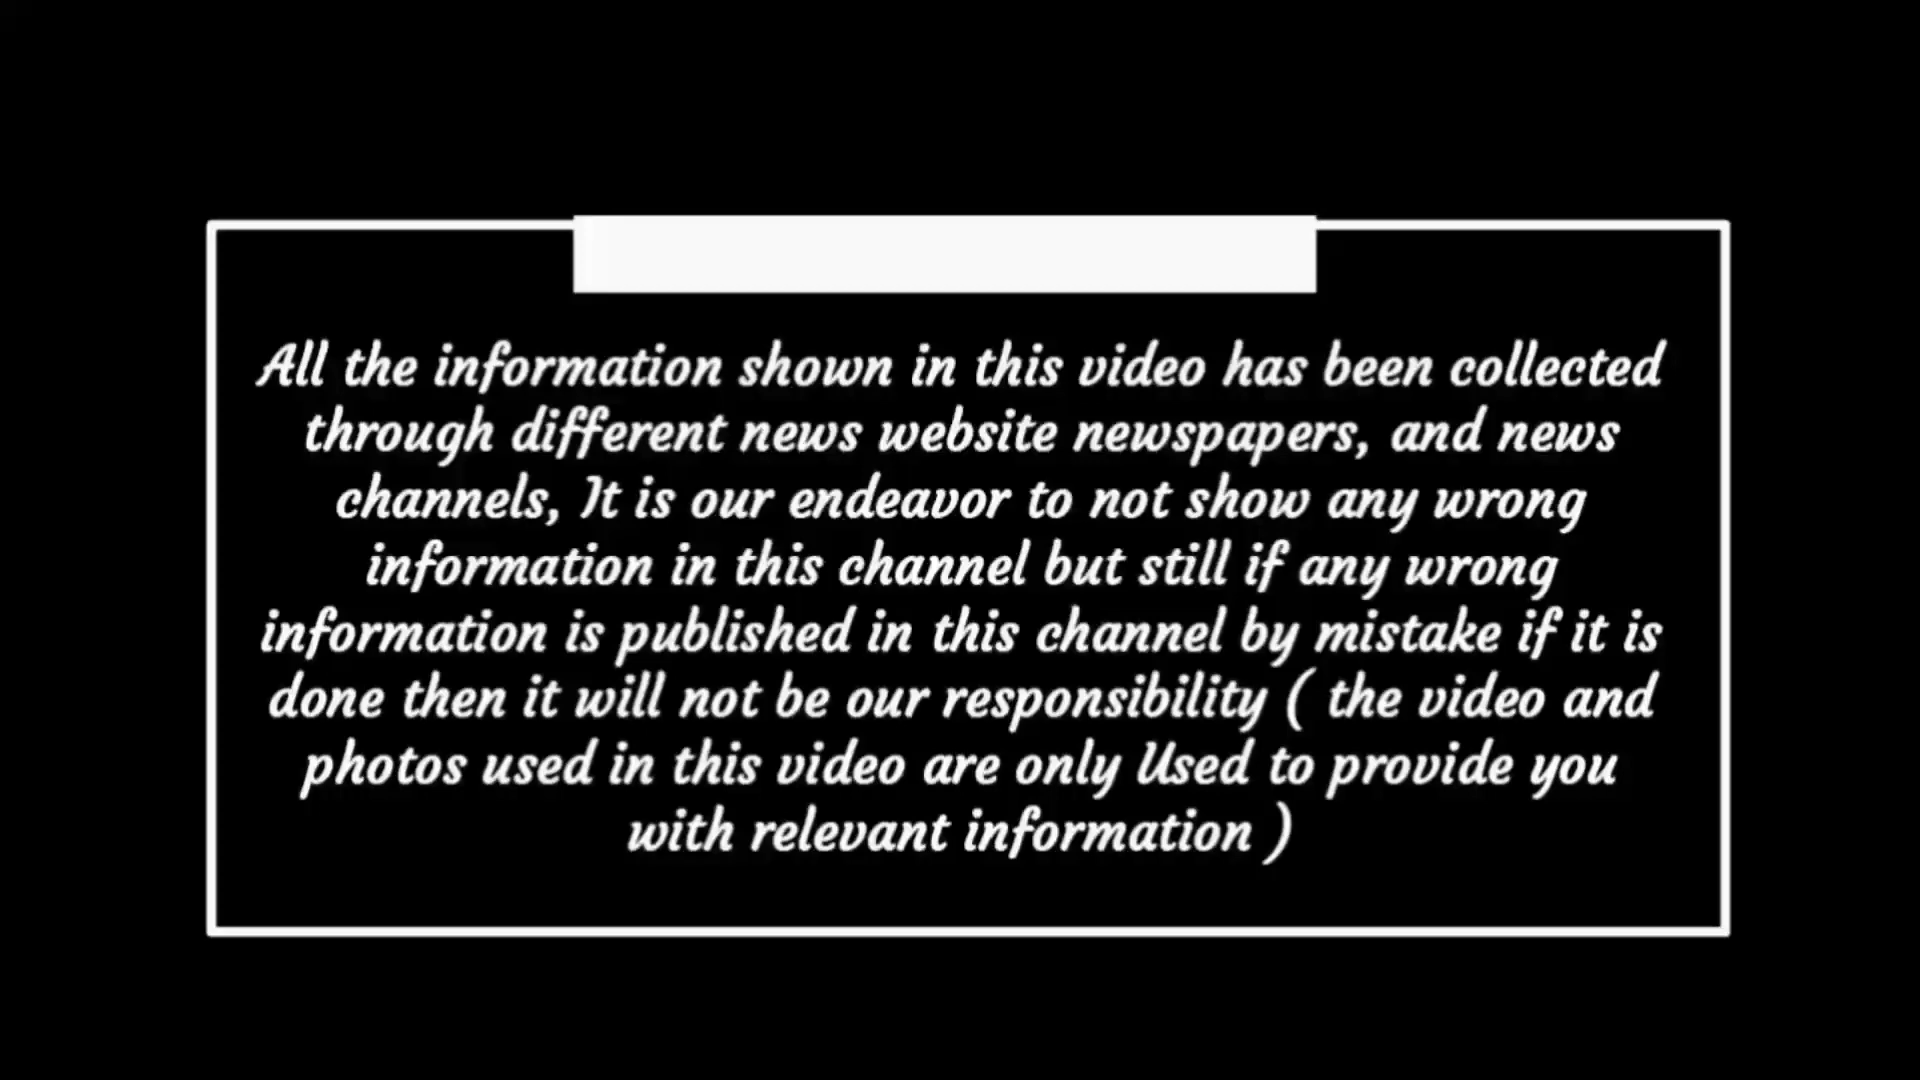 All the information shown in this video has been collected
through different news website newspapers, and news
channels, It is our endeavor to not show any wrong
information in this channel but still if any wrong
information is published in this channel by mistake if it is
done then it will not be our responsibility ( the video and
photos used in this video are only Used to provide you
with relevant information )